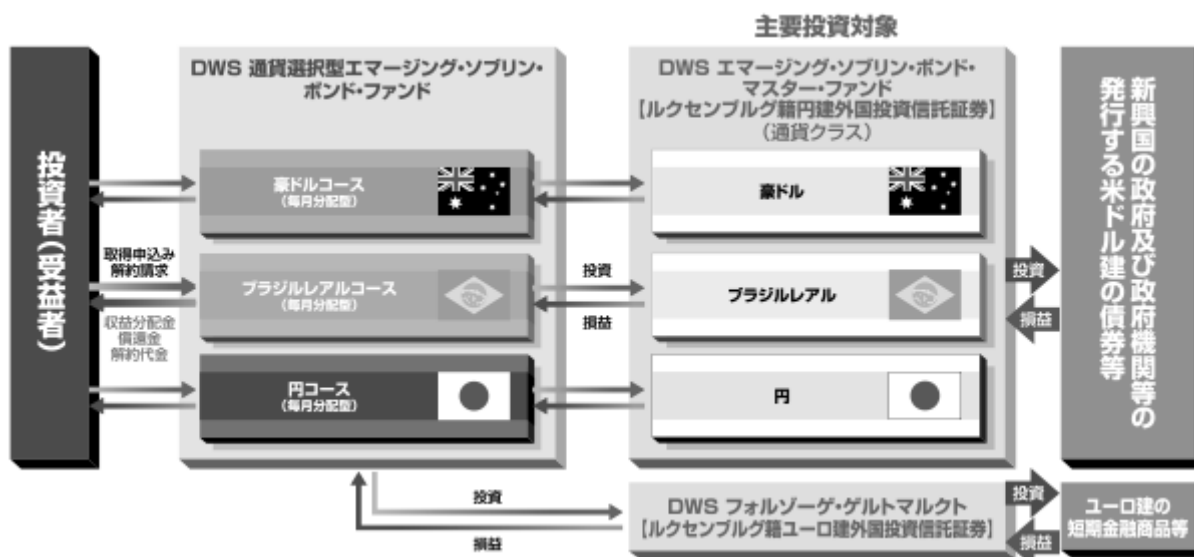 主要投資対象
投資者(受益者)
DWS 通貨選択型エマージング・ソブリン・
ボンド・ファンド
豪ドルコース
(毎月分配型)
ブラジルレアルコース
(毎月分配型)
円コース
(毎月分配型)
取得申込み
解約請求
収益分配金
償還金
解約代金
投資
損益
DWS エマージング・ソブリン・ボンド・
マスター・ファンド
【ルクセンブルグ籍円建外国投資信託証券】
(通貨クラス)
豪ドル
ブラジルレアル
円
投資
損益
新興国の政府及び政府機関等の
発行する米ドル建の債券等
投資
損益
DWS フォルゾーゲ・ゲルトマルクト
【ルクセンブルグ籍ユーロ建外国投資信託証券】
投資
損益
ユーロ建の
短期金融商品等